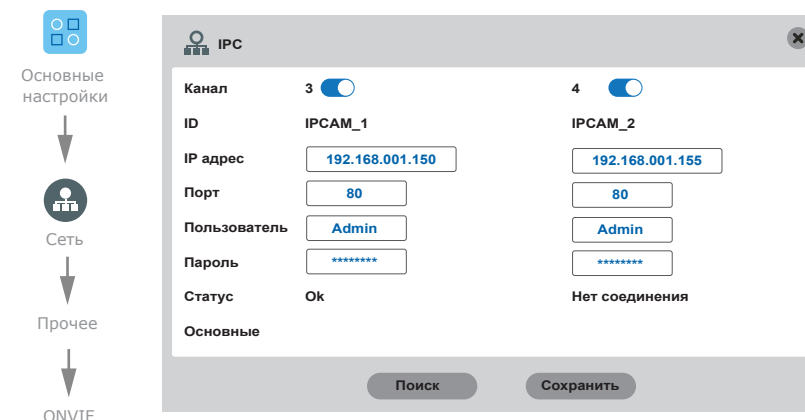 Основные
настройки
Сеть
Прочее
ONVIF
IPC
Канал 3 4
ID IPCAM_1 IPCAM_2
IP адрес 192.168.001.150 192.168.001.155
Порт 80 80
Пользователь Admin Admin
Пароль ******** ********
Статус Ok Нет соединения
Основные
Поиск Сохранить